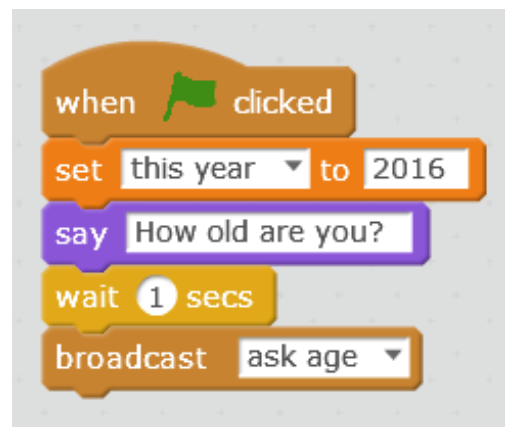 when clicked
set this year to 2016
say How old are you?
wait 1 secs
broadcast ask age